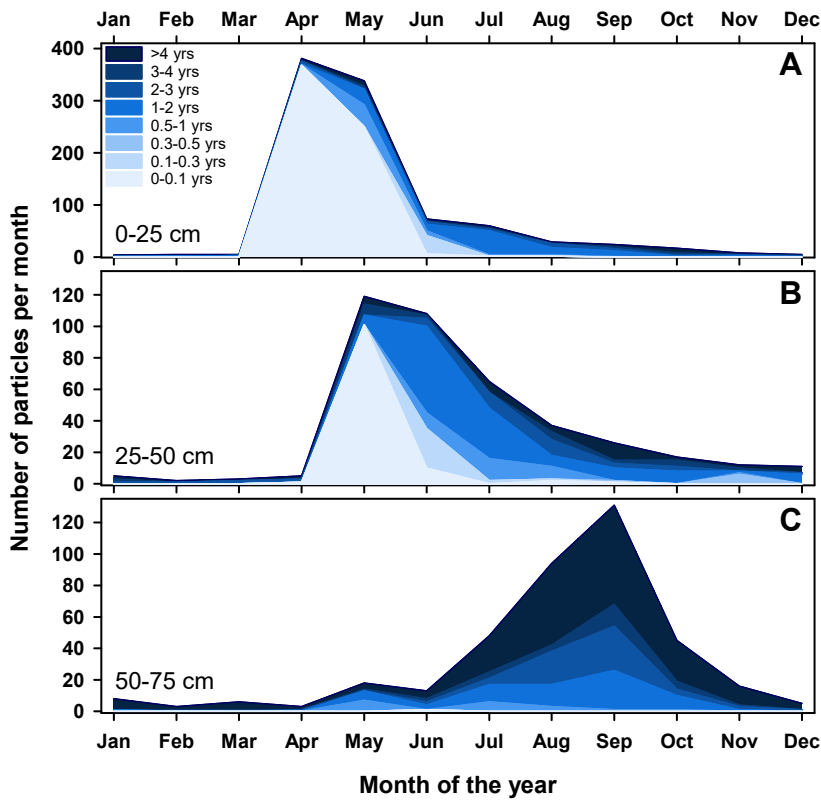 Jan Feb Mar Apr May Jun Jul Aug Sep Oct Nov Dec
400
300
200
100
0
>4 yrs
3-4 yrs
2-3 yrs
1-2 yrs
0.5-1 yrs
0.3-0.5 yrs
0.1-0.3 yrs
0-0.1 yrs
A
0-25 cm
Number of particles per month
120
100
80
60
40
20
0
B
25-50 cm
120
100
80
60
40
20
0
C
50-75 cm
Jan Feb Mar Apr May Jun Jul Aug Sep Oct Nov Dec
Month of the year